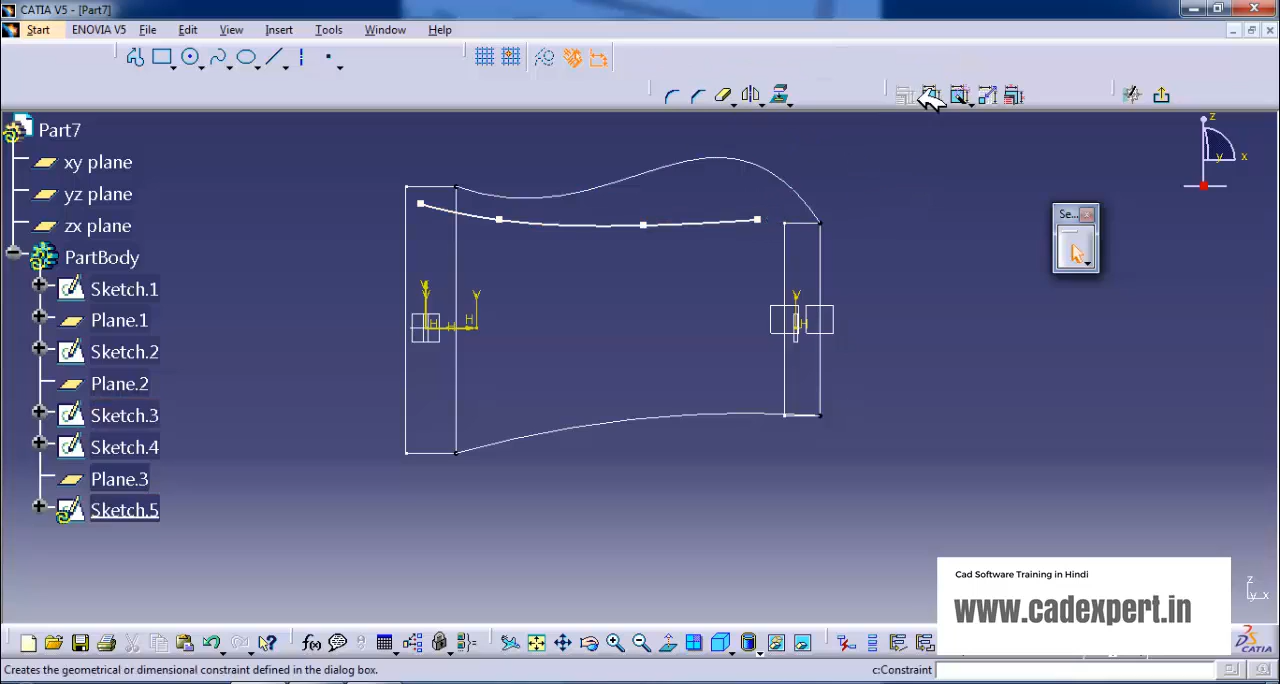 CATIA V5 - [Part7]
Start ENOVIA V5 File Edit View Insert Tools Window Help
Part7
xy plane
yz plane
zx plane
PartBody
Sketch.1
Plane.1
Sketch.2
Plane.2
Sketch.3
Sketch.4
Plane.3
Sketch.5
z
x
y
Se...
V
V
V
H
H
H
H
Cad Software Training in Hindi
www.cadexpert.in
z
y x
f(x)
CATIA
Creates the geometrical or dimensional constraint defined in the dialog box.
c:Constraint